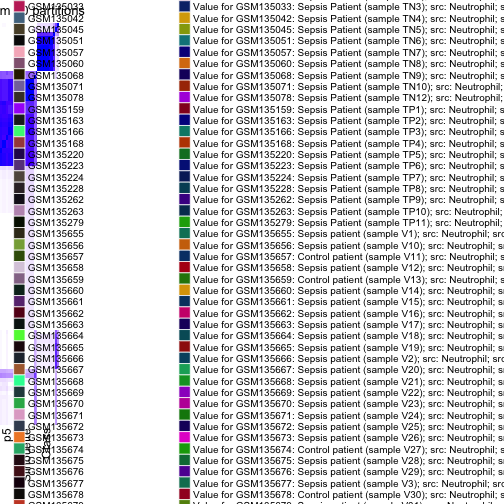 m partitions
GSM135033 Value for GSM135033: Sepsis Patient (sample TN3); src: Neutrophil; s
GSM135042 Value for GSM135042: Sepsis Patient (sample TN4); src: Neutrophil; s
GSM135045 Value for GSM135045: Sepsis Patient (sample TN5); src: Neutrophil; s
GSM135051 Value for GSM135051: Sepsis Patient (sample TN6); src: Neutrophil; s
GSM135057 Value for GSM135057: Sepsis Patient (sample TN7); src: Neutrophil; s
GSM135060 Value for GSM135060: Sepsis Patient (sample TN8); src: Neutrophil; s
GSM135068 Value for GSM135068: Sepsis Patient (sample TN9); src: Neutrophil; s
GSM135071 Value for GSM135071: Sepsis Patient (sample TN10); src: Neutrophil;
GSM135078 Value for GSM135078: Sepsis Patient (sample TN12); src: Neutrophil;
GSM135159 Value for GSM135159: Sepsis Patient (sample TP1); src: Neutrophil; s
GSM135163 Value for GSM135163: Sepsis Patient (sample TP2); src: Neutrophil; s
GSM135166 Value for GSM135166: Sepsis Patient (sample TP3); src: Neutrophil; s
GSM135168 Value for GSM135168: Sepsis Patient (sample TP4); src: Neutrophil; s
GSM135220 Value for GSM135220: Sepsis Patient (sample TP5); src: Neutrophil; s
GSM135223 Value for GSM135223: Sepsis Patient (sample TP6); src: Neutrophil; s
GSM135224 Value for GSM135224: Sepsis Patient (sample TP7); src: Neutrophil; s
GSM135228 Value for GSM135228: Sepsis Patient (sample TP8); src: Neutrophil; s
GSM135262 Value for GSM135262: Sepsis Patient (sample TP9); src: Neutrophil; s
GSM135263 Value for GSM135263: Sepsis Patient (sample TP10); src: Neutrophil;
GSM135279 Value for GSM135279: Sepsis Patient (sample TP11); src: Neutrophil;
GSM135655 Value for GSM135655: Sepsis patient (sample V1); src: Neutrophil; src
GSM135656 Value for GSM135656: Sepsis patient (sample V10); src: Neutrophil; s
GSM135657 Value for GSM135657: Control patient (sample V11); src: Neutrophil; s
GSM135658 Value for GSM135658: Sepsis patient (sample V12); src: Neutrophil; s
GSM135659 Value for GSM135659: Control patient (sample V13); src: Neutrophil; s
GSM135660 Value for GSM135660: Sepsis patient (sample V14); src: Neutrophil; s
GSM135661 Value for GSM135661: Sepsis patient (sample V15); src: Neutrophil; s
GSM135662 Value for GSM135662: Sepsis patient (sample V16); src: Neutrophil; s
GSM135663 Value for GSM135663: Sepsis patient (sample V17); src: Neutrophil; s
GSM135664 Value for GSM135664: Sepsis patient (sample V18); src: Neutrophil; s
GSM135665 Value for GSM135665: Sepsis patient (sample V19); src: Neutrophil; s
GSM135666 Value for GSM135666: Sepsis patient (sample V2); src: Neutrophil; src
GSM135667 Value for GSM135667: Sepsis patient (sample V20); src: Neutrophil; s
GSM135668 Value for GSM135668: Sepsis patient (sample V21); src: Neutrophil; s
GSM135669 Value for GSM135669: Sepsis patient (sample V22); src: Neutrophil; s
GSM135670 Value for GSM135670: Sepsis patient (sample V23); src: Neutrophil; s
GSM135671 Value for GSM135671: Sepsis patient (sample V24); src: Neutrophil; s
GSM135672 Value for GSM135672: Sepsis patient (sample V25); src: Neutrophil; s
GSM135673 Value for GSM135673: Sepsis patient (sample V26); src: Neutrophil; s
GSM135674 Value for GSM135674: Control patient (sample V27); src: Neutrophil; s
GSM135675 Value for GSM135675: Sepsis patient (sample V28); src: Neutrophil; s
GSM135676 Value for GSM135676: Sepsis patient (sample V29); src: Neutrophil; s
GSM135677 Value for GSM135677: Sepsis patient (sample V3); src: Neutrophil; src
GSM135678 Value for GSM135678: Control patient (sample V30); src: Neutrophil; s
p5